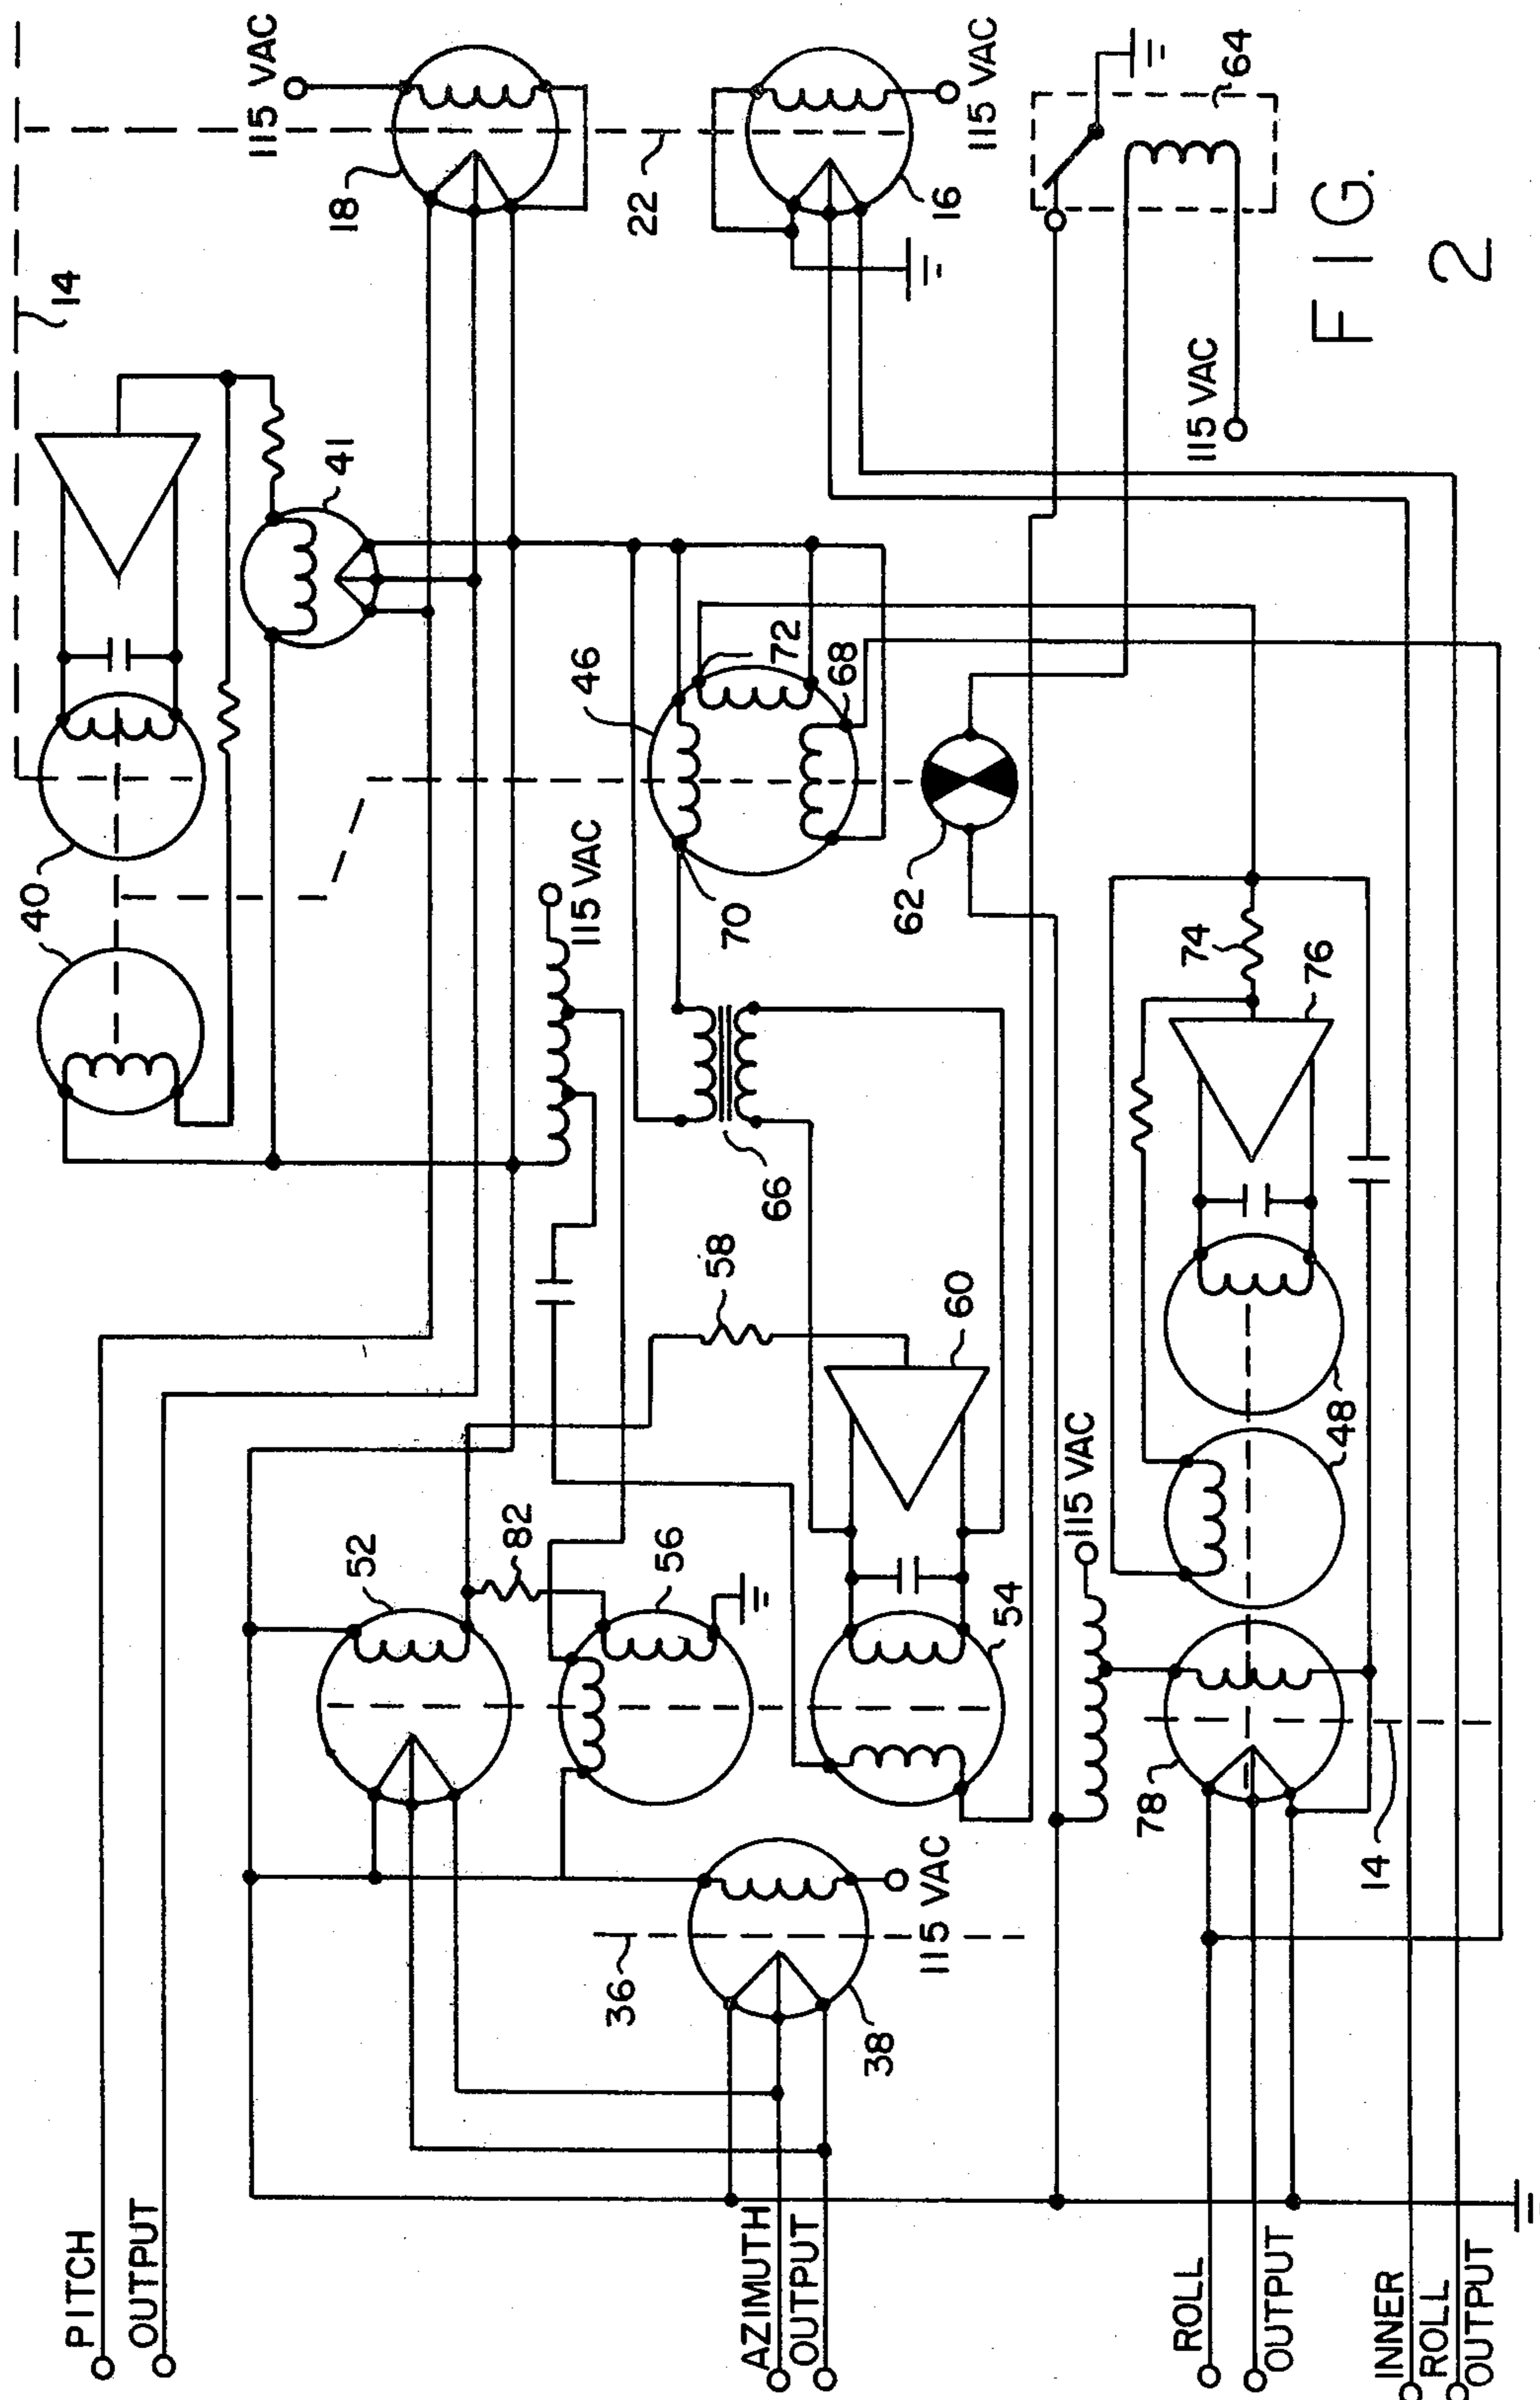 115 VAC
14
18
22
115 VAC
16
64
115 VAC
FIG.
2
41
40
46
72
68
115 VAC
70
62
74
76
66
58
60
48
52
82
56
54
115 VAC
78
14
36
38
115 VAC
PITCH
OUTPUT
AZIMUTH
OUTPUT
ROLL
OUTPUT
INNER
ROLL
OUTPUT